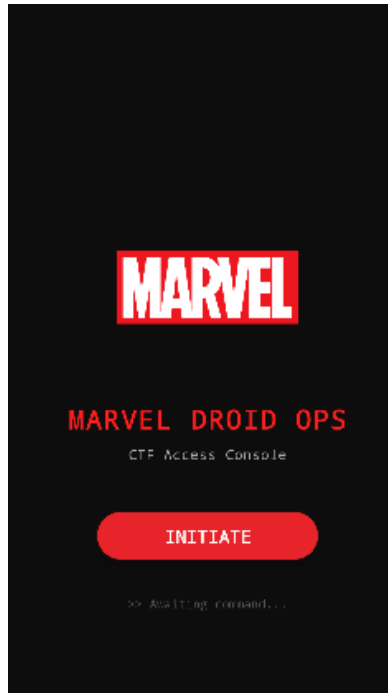 MARVEL
MARVEL DROID OPS
CTF Access Console
INITIATE
>> Awaiting command...